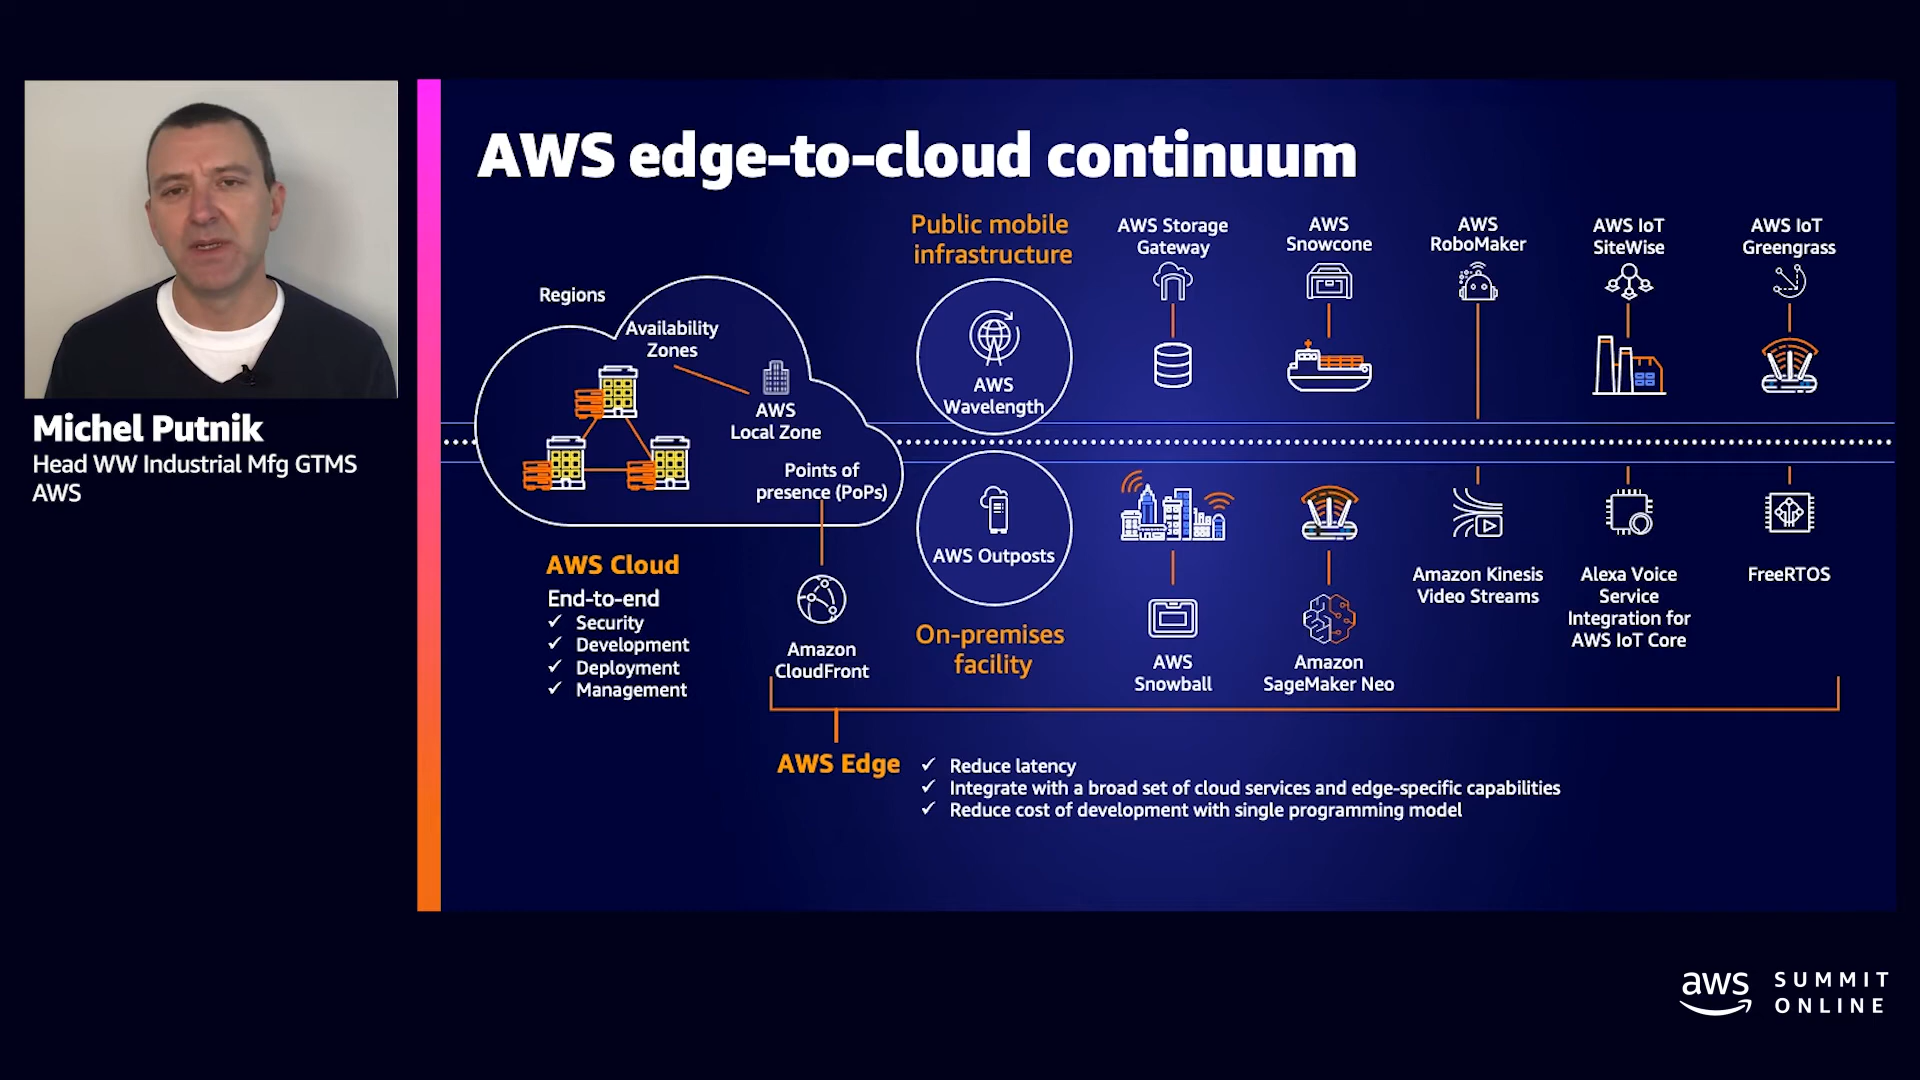 AWS edge-to-cloud continuum
Michel Putnik
Head WW Industrial Mfg GTMS
AWS
Regions
Availability
Zones
AWS
Local Zone
Points of
presence (PoPs)
AWS Cloud
End-to-end
✓ Security
✓ Development
✓ Deployment
✓ Management
Amazon
CloudFront
Public mobile
infrastructure
AWS
Wavelength
AWS Outposts
On-premises
facility
AWS Storage
Gateway
AWS
Snowcone
AWS
RoboMaker
AWS IoT
SiteWise
AWS IoT
Greengrass
AWS
Snowball
Amazon
SageMaker Neo
Amazon Kinesis
Video Streams
Alexa Voice
Service
Integration for
AWS IoT Core
FreeRTOS
AWS Edge
✓ Reduce latency
✓ Integrate with a broad set of cloud services and edge-specific capabilities
✓ Reduce cost of development with single programming model
aws
SUMMIT
ONLINE